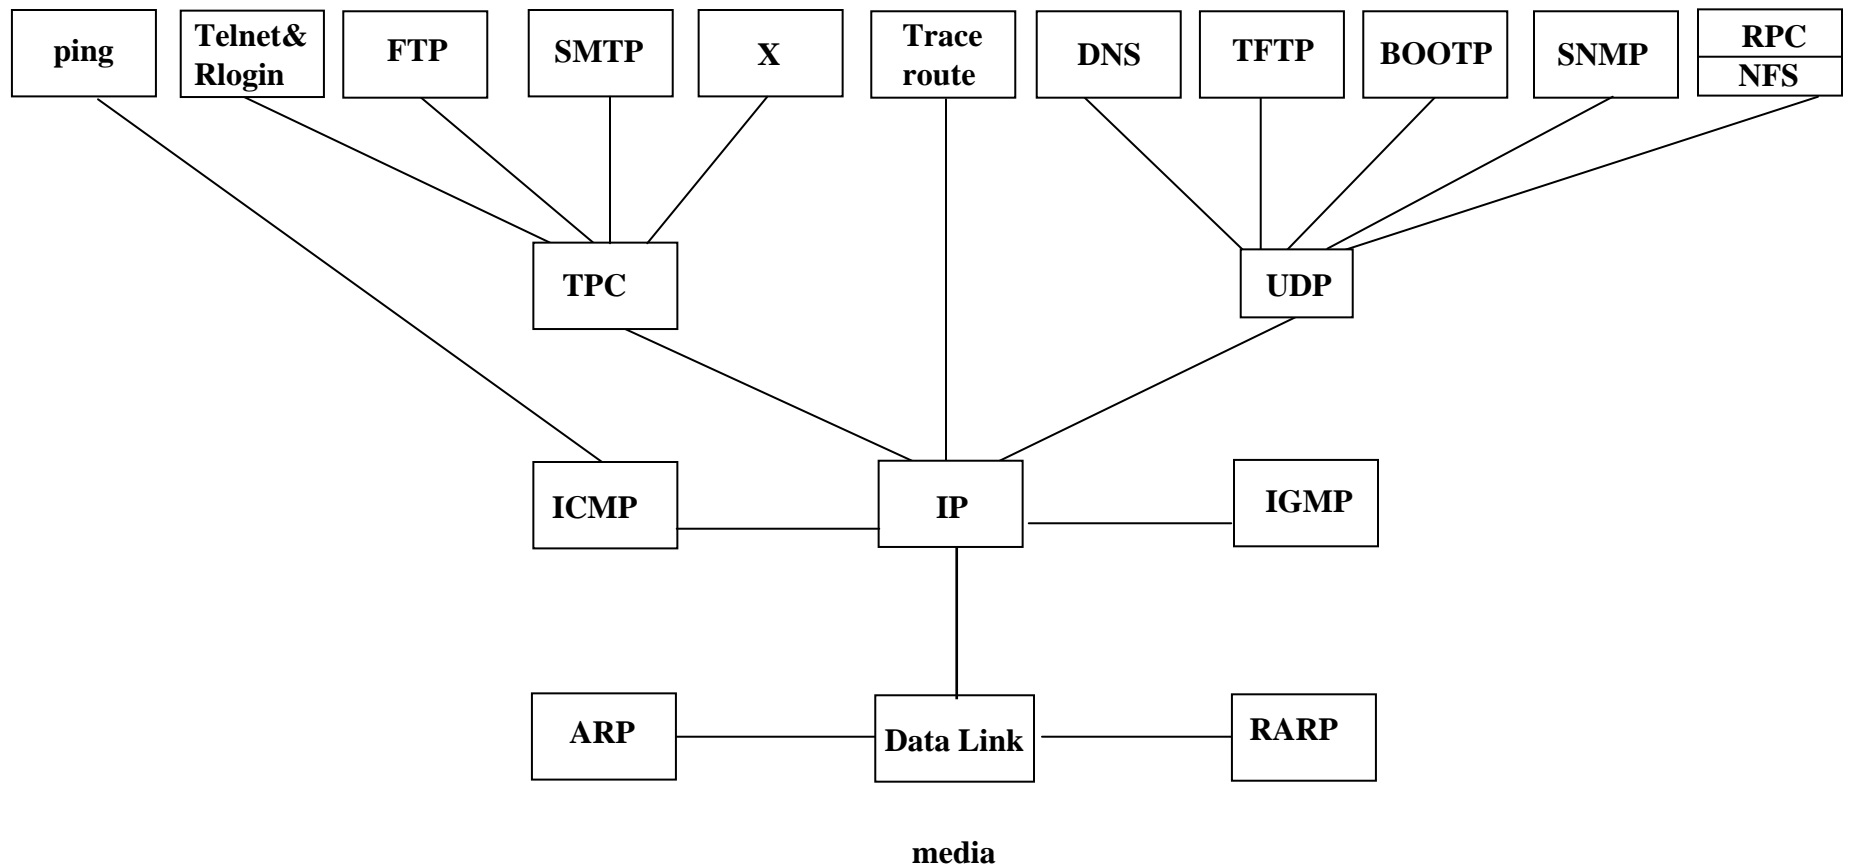 ping
Telnet&
Rlogin
FTP
SMTP
X
Trace
route
DNS
TFTP
BOOTP
SNMP
RPC
NFS
TPC
UDP
ICMP
IP
IGMP
ARP
Data Link
RARP
media